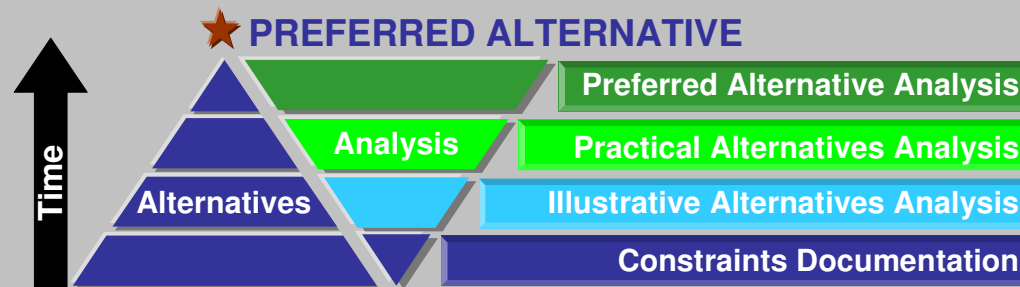 PREFERRED ALTERNATIVE
Preferred Alternative Analysis
Analysis
Practical Alternatives Analysis
Time
Alternatives
Illustrative Alternatives Analysis
Constraints Documentation